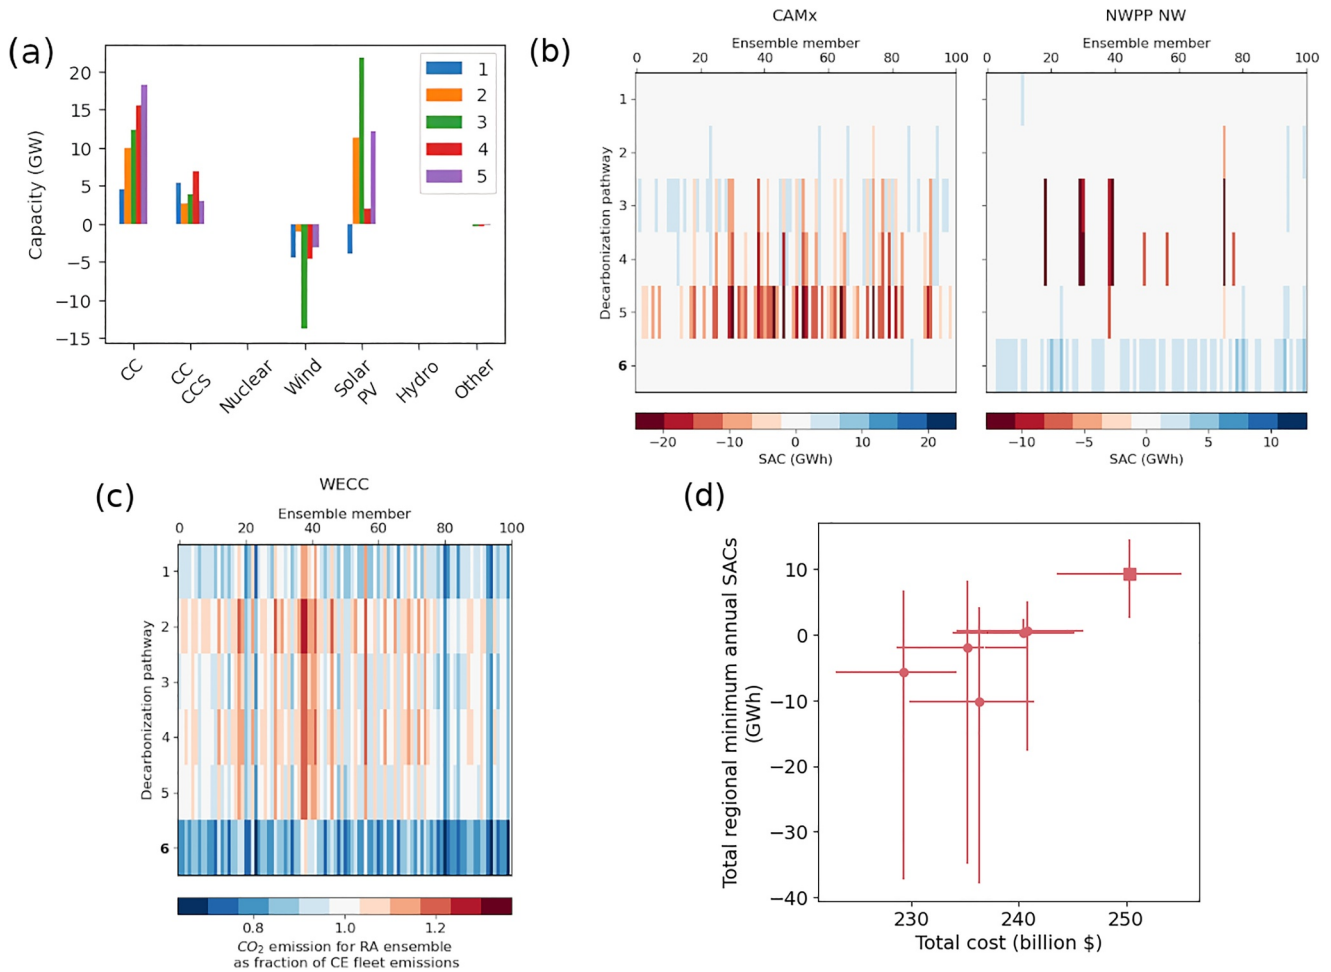 (a)
Capacity (GW)
20
15
10
5
0
−5
−10
−15
1
2
3
4
5
CC
CC
CCS
Nuclear
Wind
Solar
PV
Hydro
Other
(b)
CAMx
Ensemble member
0 20 40 60 80 100
Decarbonization pathway
1
2
3
4
5
6
−20 −10 0 10 20
SAC (GWh)
NWPP NW
Ensemble member
0 20 40 60 80 100
−10 −5 0 5 10
SAC (GWh)
(c)
WECC
Ensemble member
0 20 40 60 80 100
Decarbonization pathway
1
2
3
4
5
6
0.8 1.0 1.2
CO2 emission for RA ensemble
as fraction of CE fleet emissions
(d)
Total regional minimum annual SACs
(GWh)
10
0
−10
−20
−30
−40
230 240 250
Total cost (billion $)